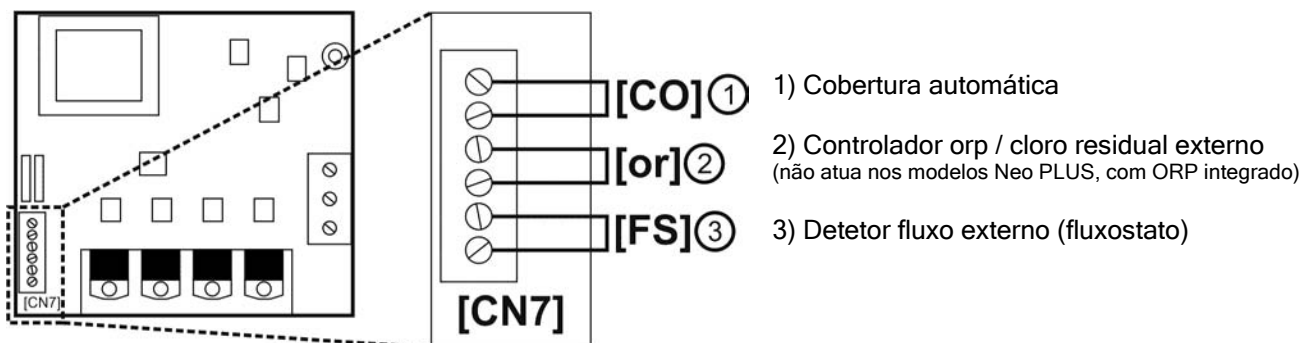 [CO]① 1) Cobertura automática
[or]② 2) Controlador orp / cloro residual externo
(não atua nos modelos Neo PLUS, com ORP integrado)
[FS]③ 3) Detetor fluxo externo (fluxostato)
[CN7]
[CN7]